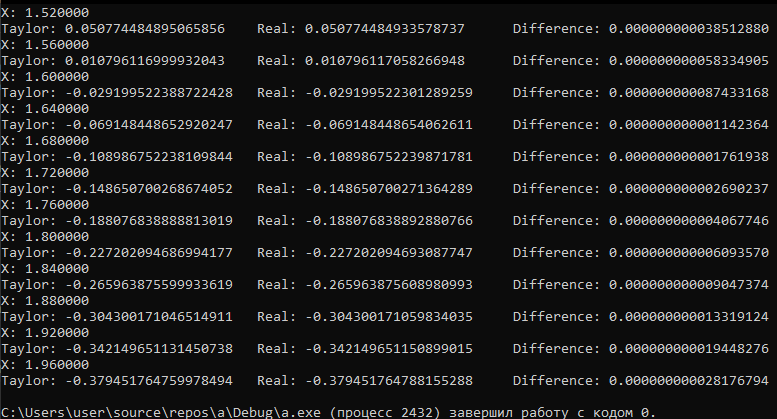 X: 1.520000
Taylor: 0.050774484895065856 Real: 0.050774484933578737 Difference: 0.000000000038512880
X: 1.560000
Taylor: 0.010796116999932043 Real: 0.010796117058266948 Difference: 0.000000000058334905
X: 1.600000
Taylor: -0.029199522388722428 Real: -0.029199522301289259 Difference: 0.000000000087433168
X: 1.640000
Taylor: -0.069148448652920247 Real: -0.069148448654062611 Difference: 0.000000000001142364
X: 1.680000
Taylor: -0.108986752238109844 Real: -0.108986752239871781 Difference: 0.000000000001761938
X: 1.720000
Taylor: -0.148650700268674052 Real: -0.148650700271364289 Difference: 0.000000000002690237
X: 1.760000
Taylor: -0.188076838888813019 Real: -0.188076838892880766 Difference: 0.000000000004067746
X: 1.800000
Taylor: -0.227202094686994177 Real: -0.227202094693087747 Difference: 0.000000000006093570
X: 1.840000
Taylor: -0.265963875599933619 Real: -0.265963875608980993 Difference: 0.000000000009047374
X: 1.880000
Taylor: -0.304300171046514911 Real: -0.304300171059834035 Difference: 0.000000000013319124
X: 1.920000
Taylor: -0.342149651131450738 Real: -0.342149651150899015 Difference: 0.000000000019448276
X: 1.960000
Taylor: -0.379451764759978494 Real: -0.379451764788155288 Difference: 0.000000000028176794
C:\Users\user\source\repos\a\Debug\a.exe (процесс 2432) завершил работу с кодом 0.